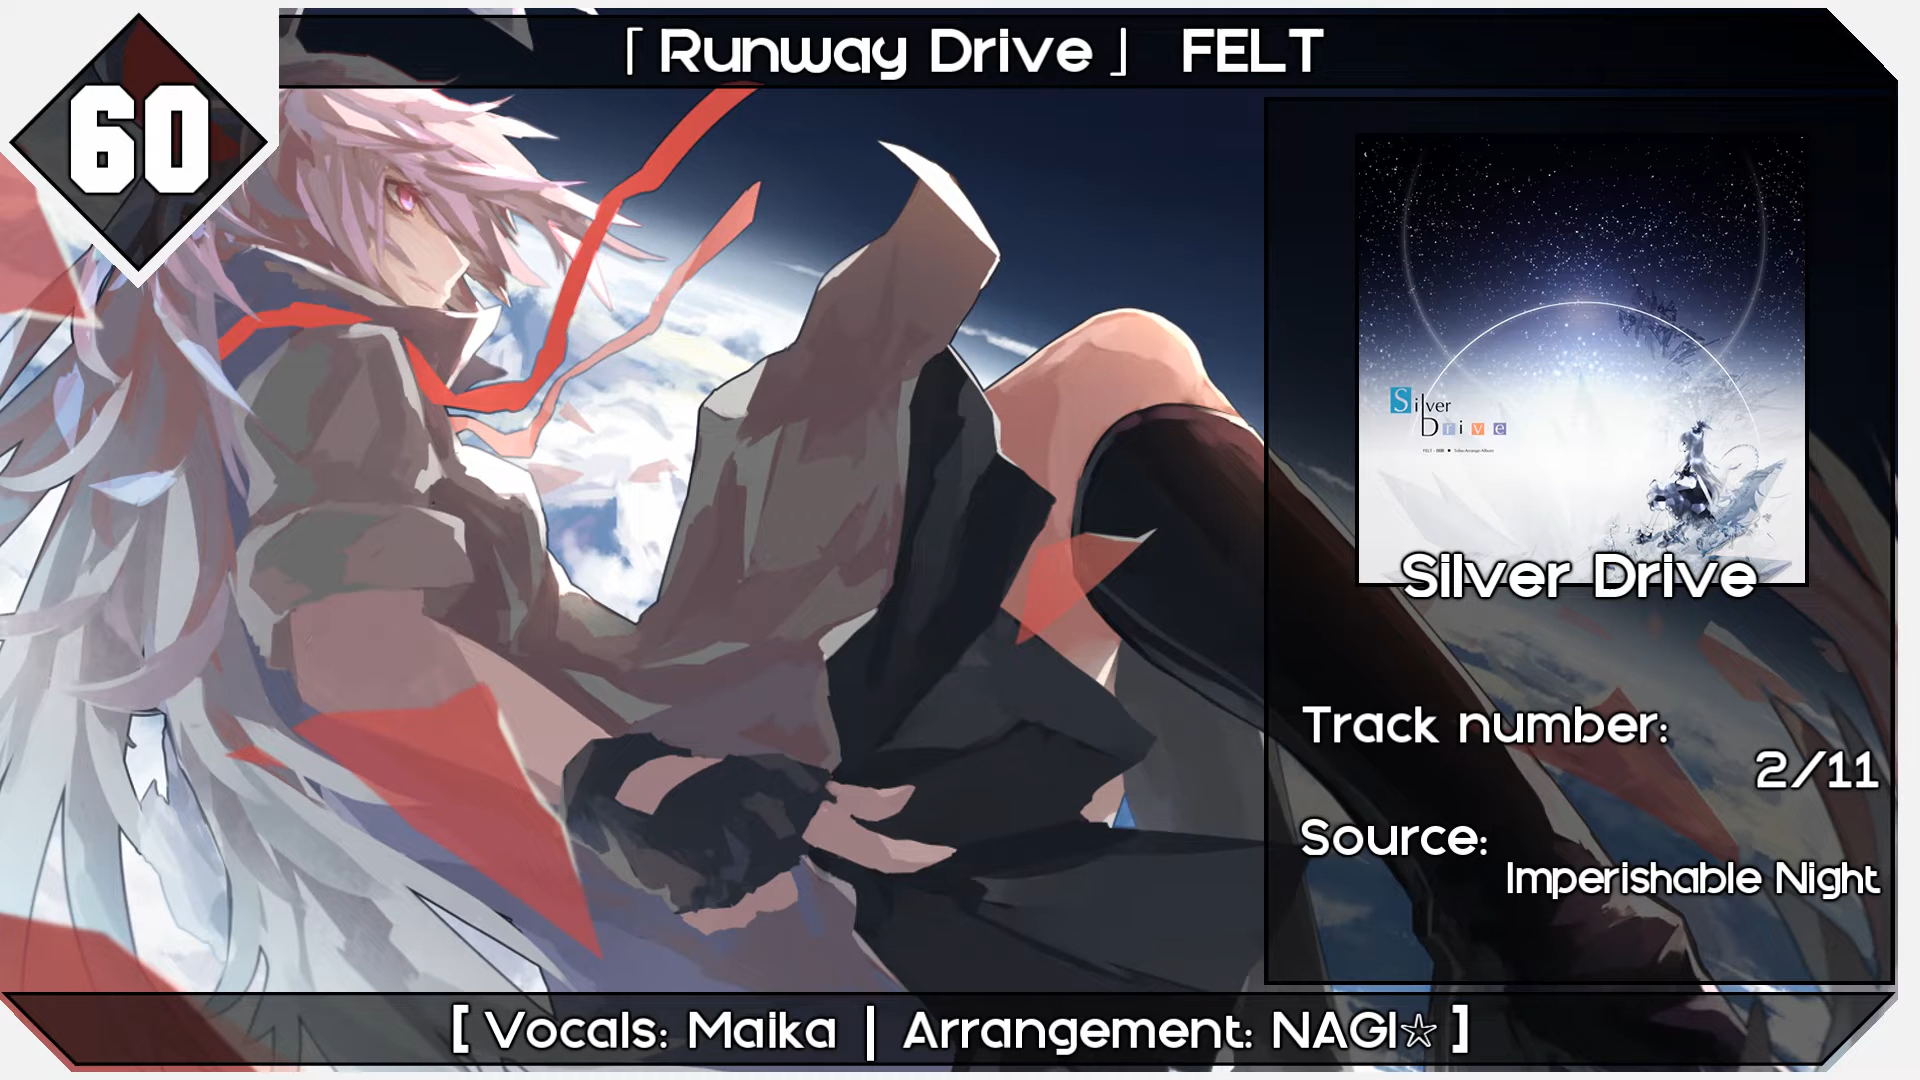 60
「Runway Drive」 FELT
Silver
Drive
Silver Drive
Track number:
2/11
Source:
Imperishable Night
[ Vocals: Maika | Arrangement: NAGI☆ ]